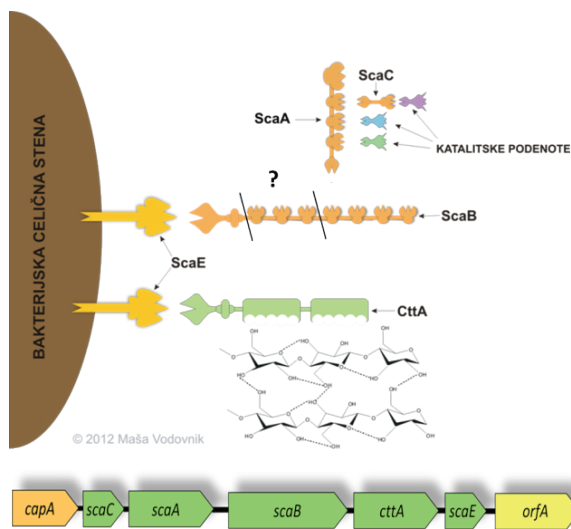 BAKTERIJSKA CELIČNA STENA
ScaC
ScaA
KATALITSKE PODENOTE
?
ScaB
ScaE
CttA
© 2012 Maša Vodovnik
capA scaC scaA scaB cttA scaE orfA